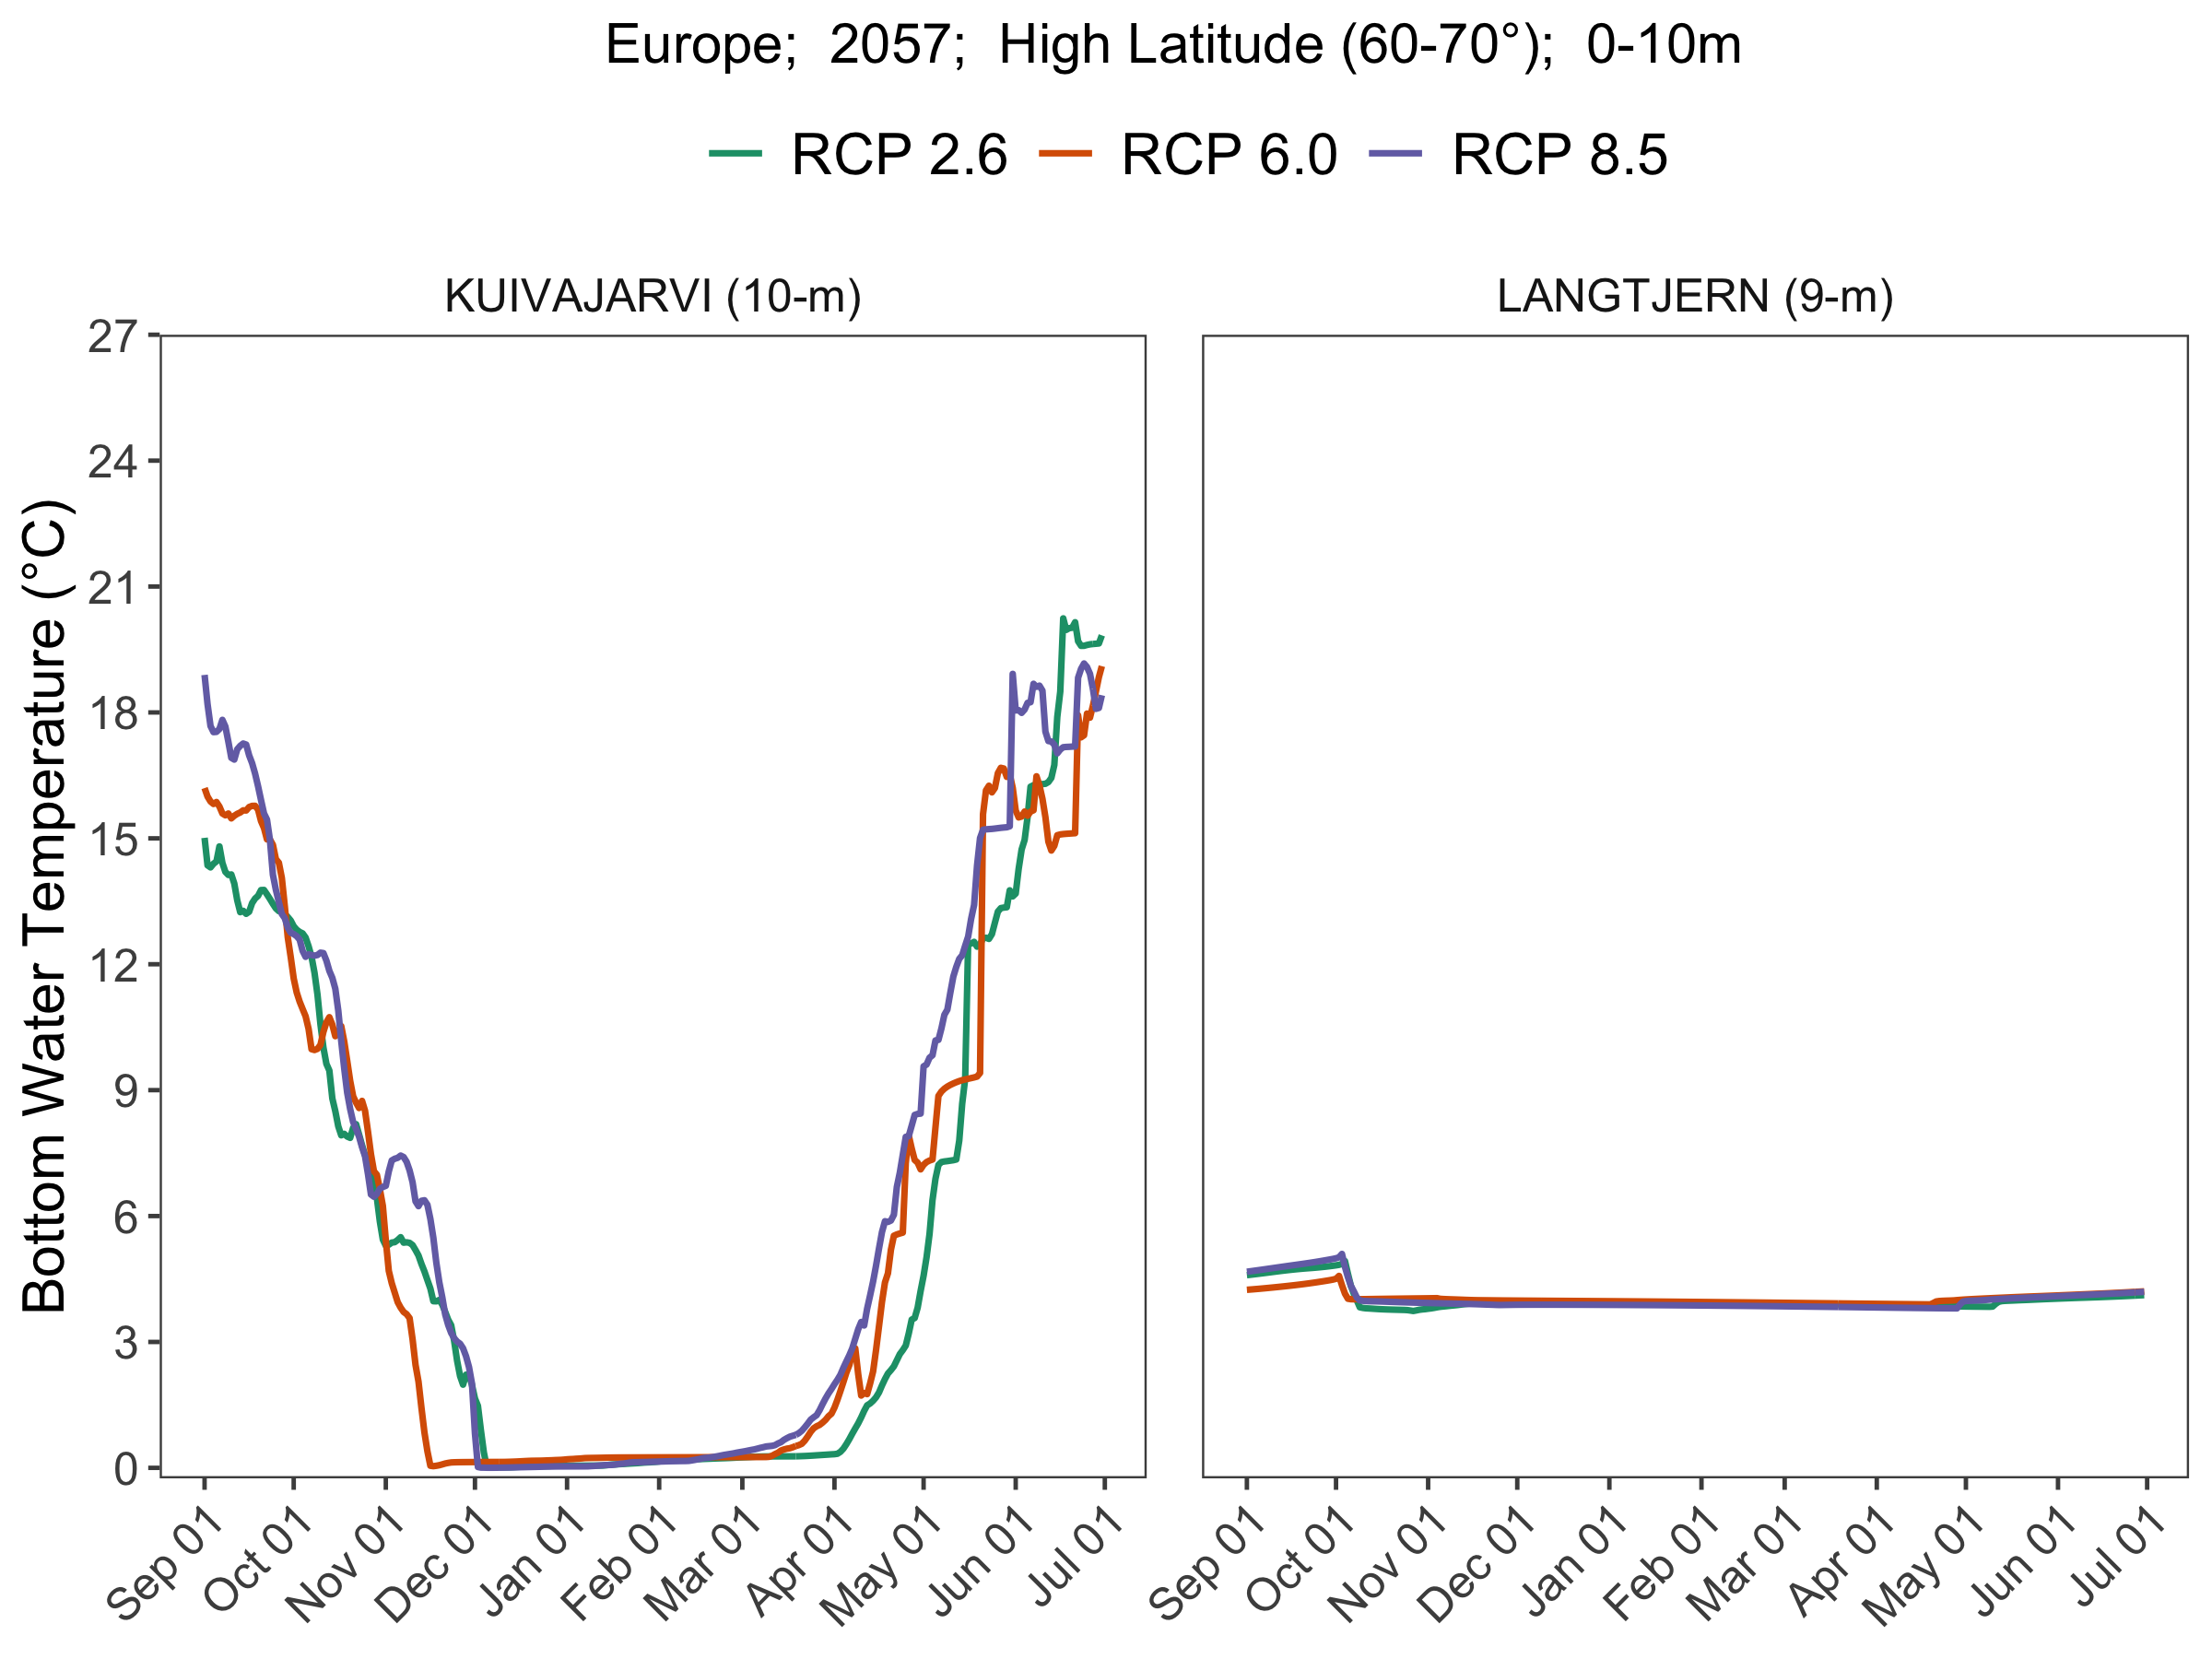 Europe;  2057;  High Latitude (60-70°);  0-10m
RCP 2.6 RCP 6.0 RCP 8.5
KUIVAJARVI (10-m)
LANGTJERN (9-m)
Bottom Water Temperature (°C)
27
24
21
18
15
12
9
6
3
0
Sep 01
Oct 01
Nov 01
Dec 01
Jan 01
Feb 01
Mar 01
Apr 01
May 01
Jun 01
Jul 01
Sep 01
Oct 01
Nov 01
Dec 01
Jan 01
Feb 01
Mar 01
Apr 01
May 01
Jun 01
Jul 01